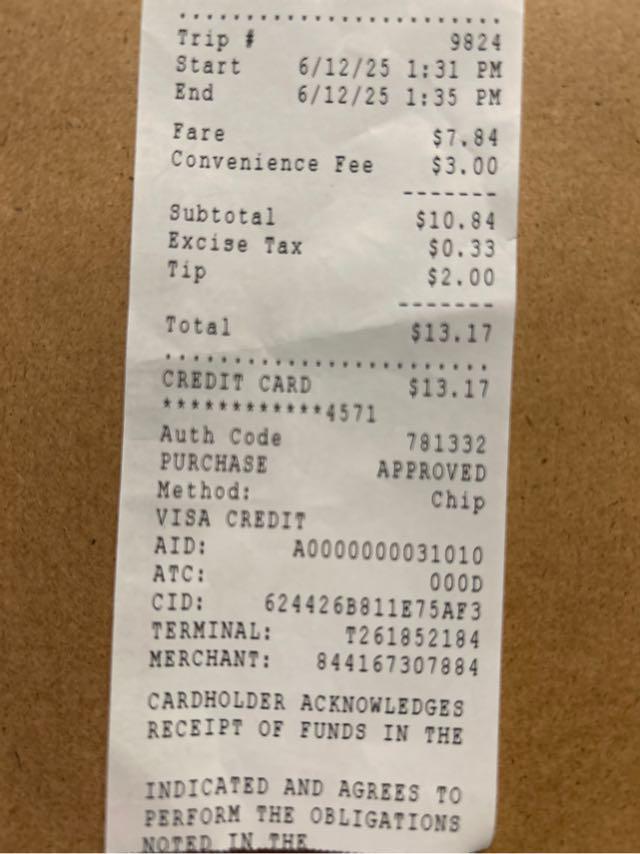 Trip # 9824
Start 6/12/25 1:31 PM
End 6/12/25 1:35 PM
Fare $7.84
Convenience Fee $3.00
-------
Subtotal $10.84
Excise Tax $0.33
Tip $2.00
-------
Total $13.17
CREDIT CARD $13.17
************4571
Auth Code 781332
PURCHASE APPROVED
Method: Chip
VISA CREDIT
AID: A0000000031010
ATC: 000D
CID: 624426B811E75AF3
TERMINAL: T261852184
MERCHANT: 844167307884
CARDHOLDER ACKNOWLEDGES
RECEIPT OF FUNDS IN THE
INDICATED AND AGREES TO
PERFORM THE OBLIGATIONS
NOTED IN THE